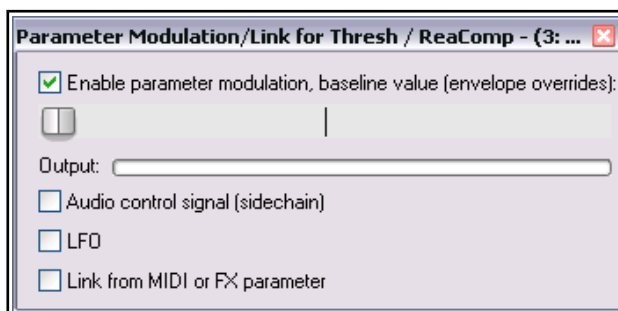 Parameter Modulation/Link for Thresh / ReaComp - (3: ...
Enable parameter modulation, baseline value (envelope overrides):
Output:
Audio control signal (sidechain)
LFO
Link from MIDI or FX parameter